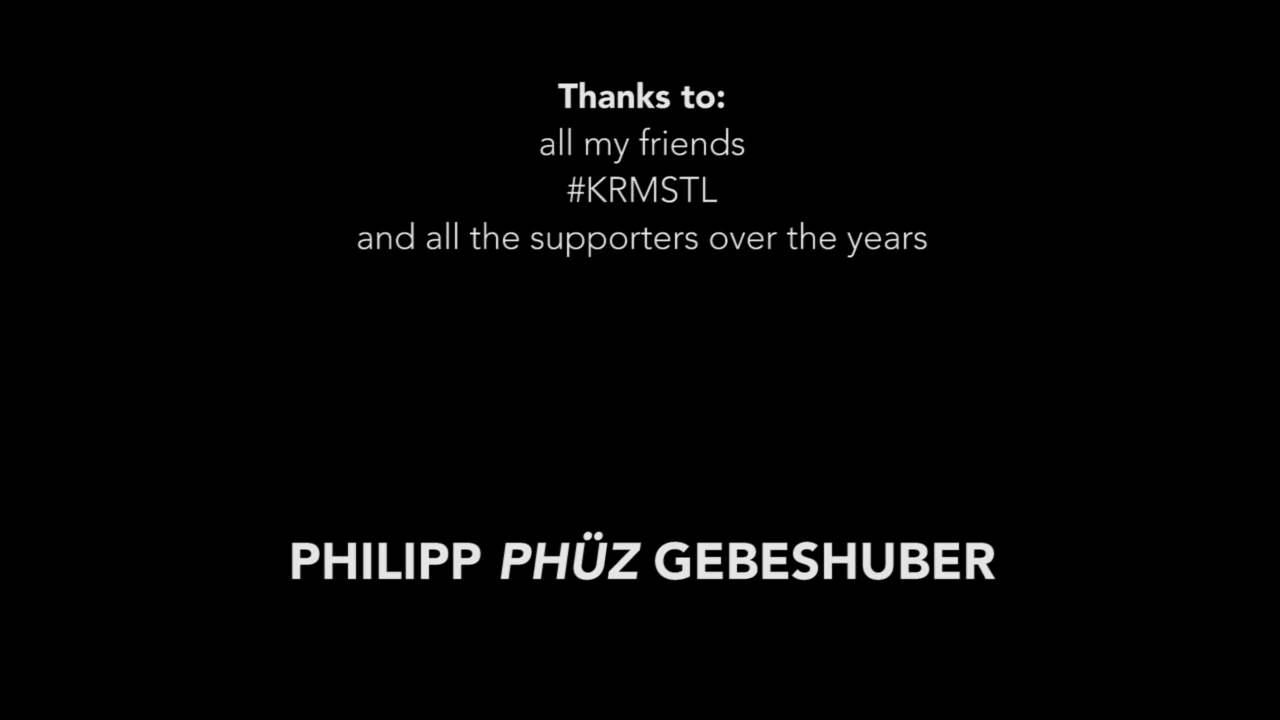 Thanks to:
all my friends
#KRMSTL
and all the supporters over the years
PHILIPP PHÜZ GEBESHUBER